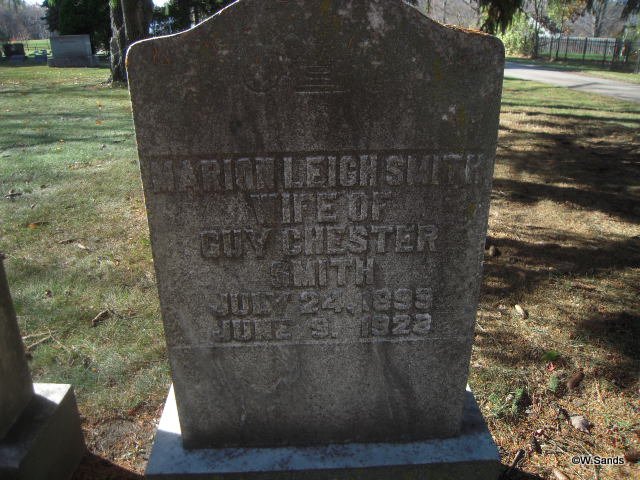 MARION LEIGH SMITH
WIFE OF
GUY CHESTER
SMITH
JULY 24, 1899
JUNE 9, 1923
©W.Sands